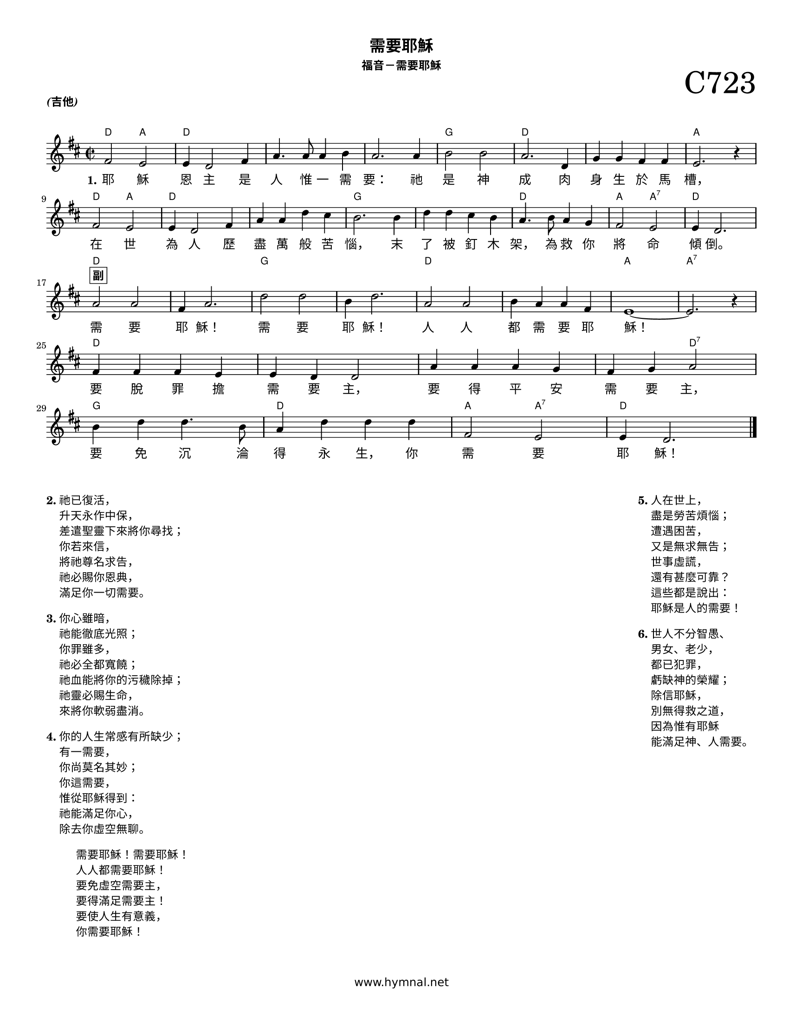 需要耶穌
福音－需要耶穌
C723
(吉他)
D A D G D A
1. 耶 穌 恩 主 是 人 惟 一 需 要： 祂 是 神 成 肉 身 生 於 馬 槽，
9 D A D G D A A7 D
在 世 為 人 歷 盡 萬 般 苦 惱， 末 了 被 釘 木 架， 為 救 你 將 命 傾 倒。
D G D A A7
副
17
需 要 耶 穌！ 需 要 耶 穌！ 人 人 都 需 要 耶 穌！
25 D D7
要 脫 罪 擔 需 要 主， 要 得 平 安 需 要 主，
29 G D A A7 D
要 免 沉 淪 得 永 生， 你 需 要 耶 穌！
2. 祂已復活，
升天永作中保，
差遣聖靈下來將你尋找；
你若來信，
將祂尊名求告，
祂必賜你恩典，
滿足你一切需要。
3. 你心雖暗，
祂能徹底光照；
你罪雖多，
祂必全都寬饒；
祂血能將你的污穢除掉；
祂靈必賜生命，
來將你軟弱盡消。
4. 你的人生常感有所缺少；
有一需要，
你尚莫名其妙；
你這需要，
惟從耶穌得到：
祂能滿足你心，
除去你虛空無聊。
需要耶穌！需要耶穌！
人人都需要耶穌！
要免虛空需要主，
要得滿足需要主！
要使人生有意義，
你需要耶穌！
5. 人在世上，
盡是勞苦煩惱；
遭遇困苦，
又是無求無告；
世事虛謊，
還有甚麼可靠？
這些都是說出：
耶穌是人的需要！
6. 世人不分智愚、
男女、老少，
都已犯罪，
虧缺神的榮耀；
除信耶穌，
別無得救之道，
因為惟有耶穌
能滿足神、人需要。
www.hymnal.net